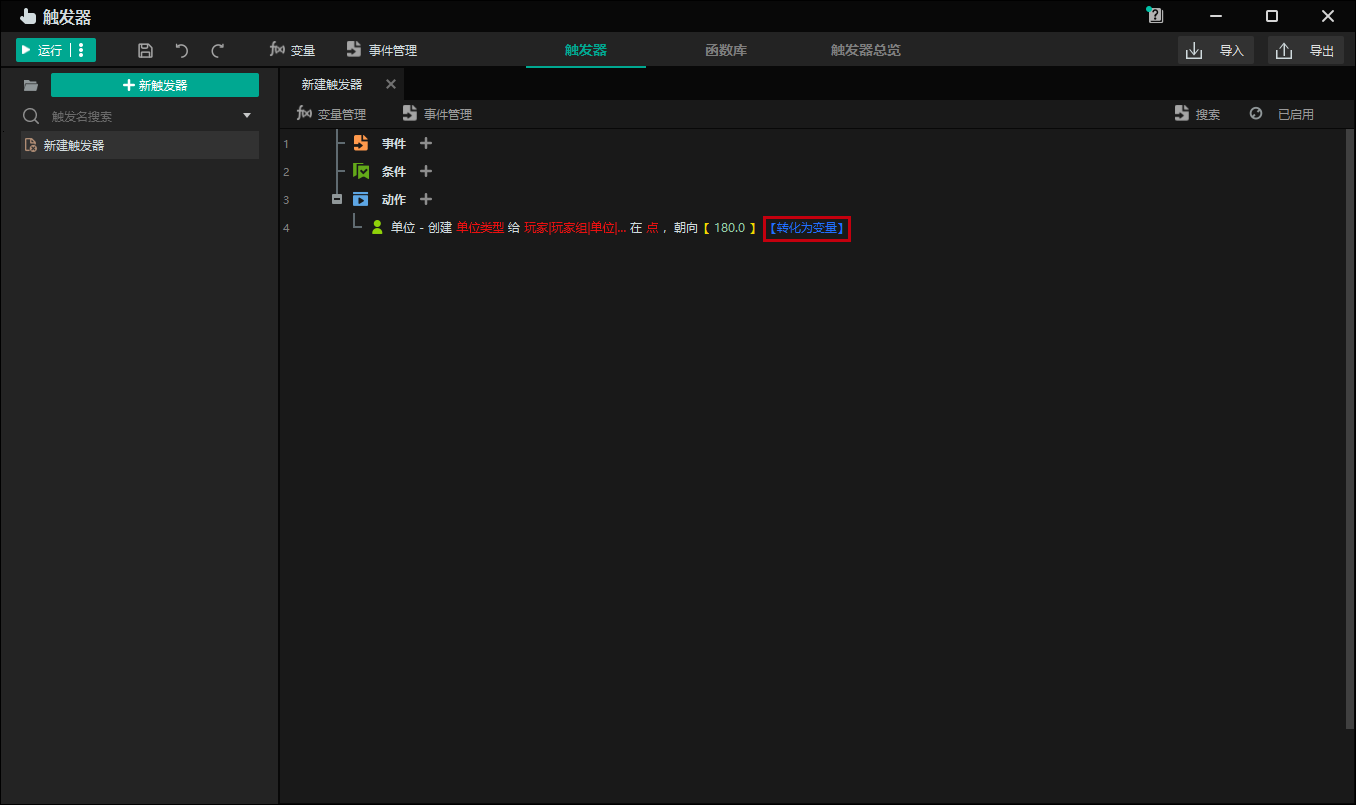 触发器
运行 变量 事件管理 触发器 函数库 触发器总览 导入 导出
新触发器 新建触发器
触发名搜索 变量管理 事件管理 搜索 已启用
新建触发器
1 事件
2 条件
3 动作
4 单位 - 创建 单位类型 给 玩家|玩家组|单位|... 在 点 ，朝向【 180.0 】【转化为变量】